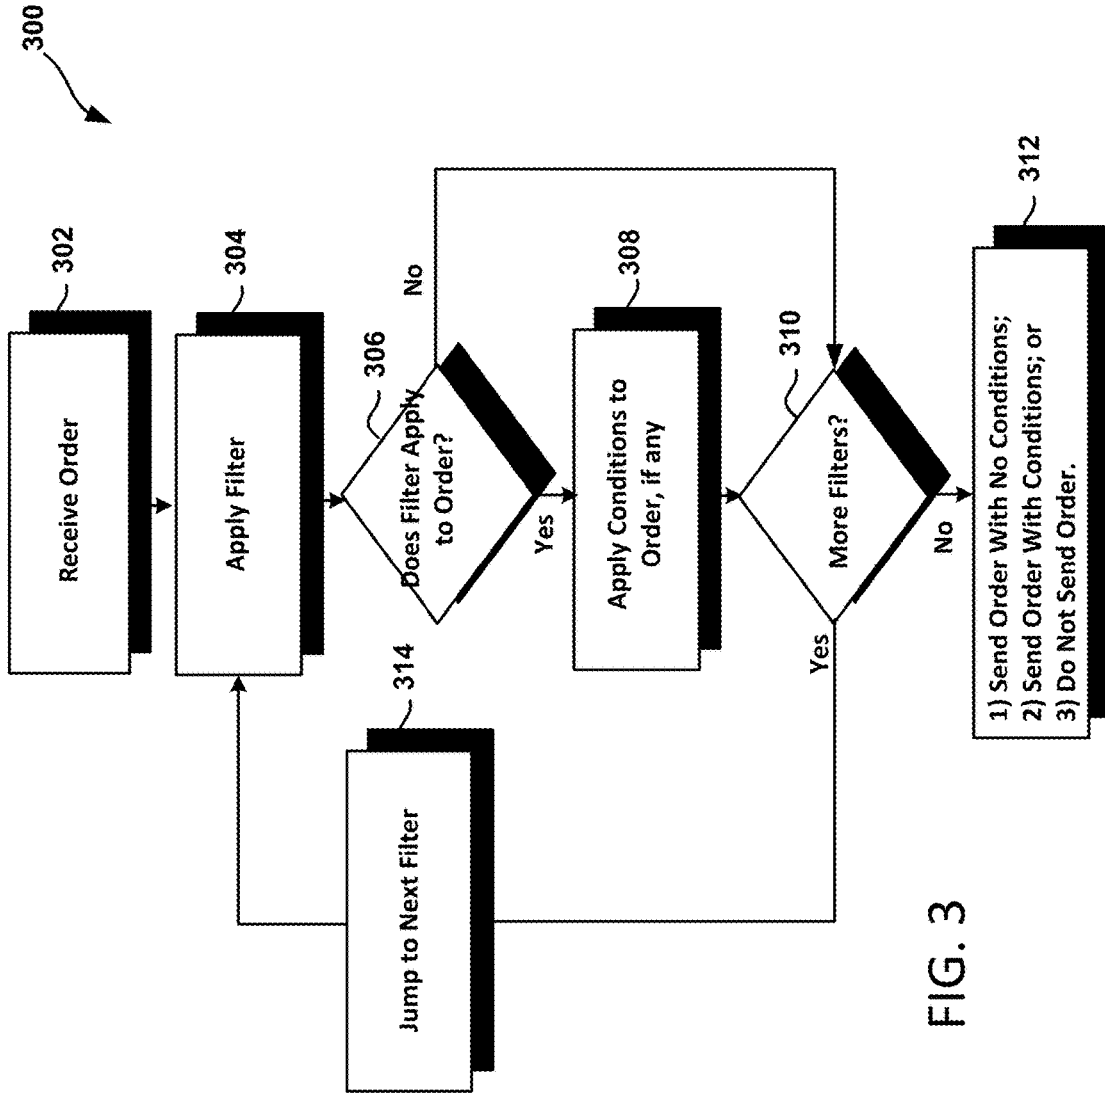 300
Receive Order
302
Apply Filter
304
Does Filter Apply
to Order?
306
No
Yes
Apply Conditions to
Order, if any
308
More Filters?
310
Yes
No
Jump to Next Filter
314
1) Send Order With No Conditions;
2) Send Order With Conditions; or
3) Do Not Send Order.
312
FIG. 3